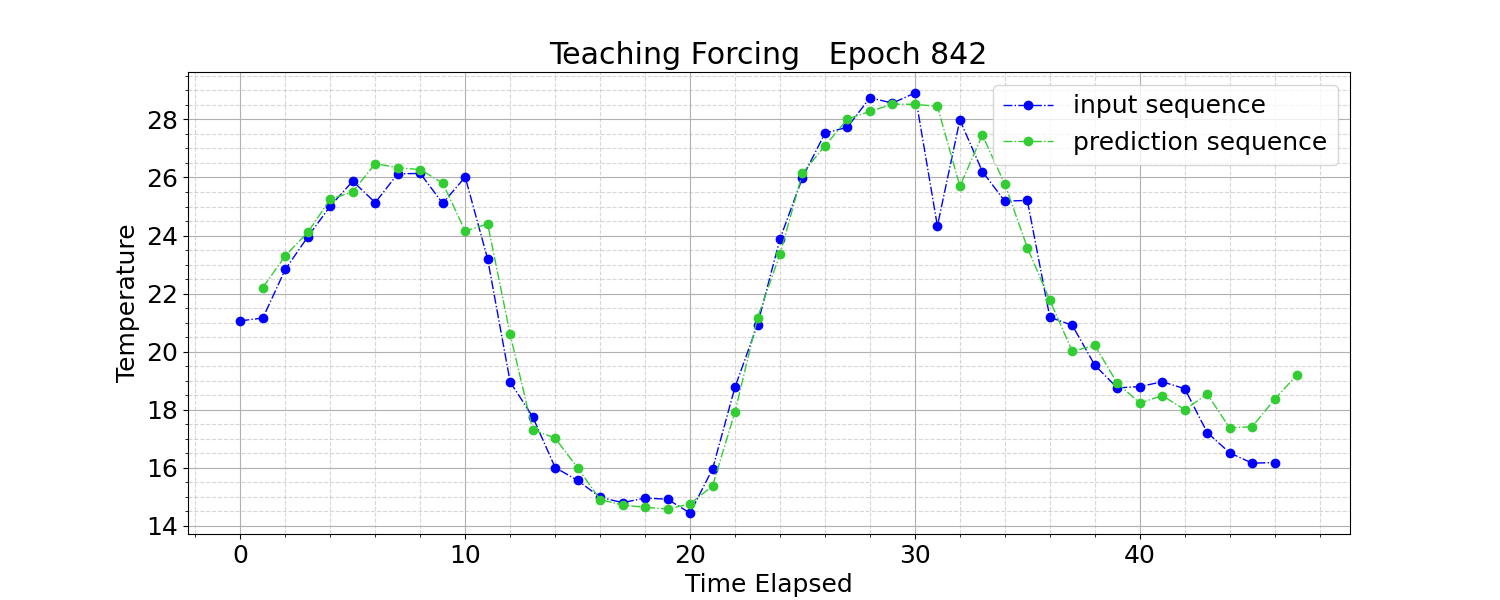 Teaching Forcing   Epoch 842
input sequence
prediction sequence
Temperature
28
26
24
22
20
18
16
14
0 10 20 30 40
Time Elapsed